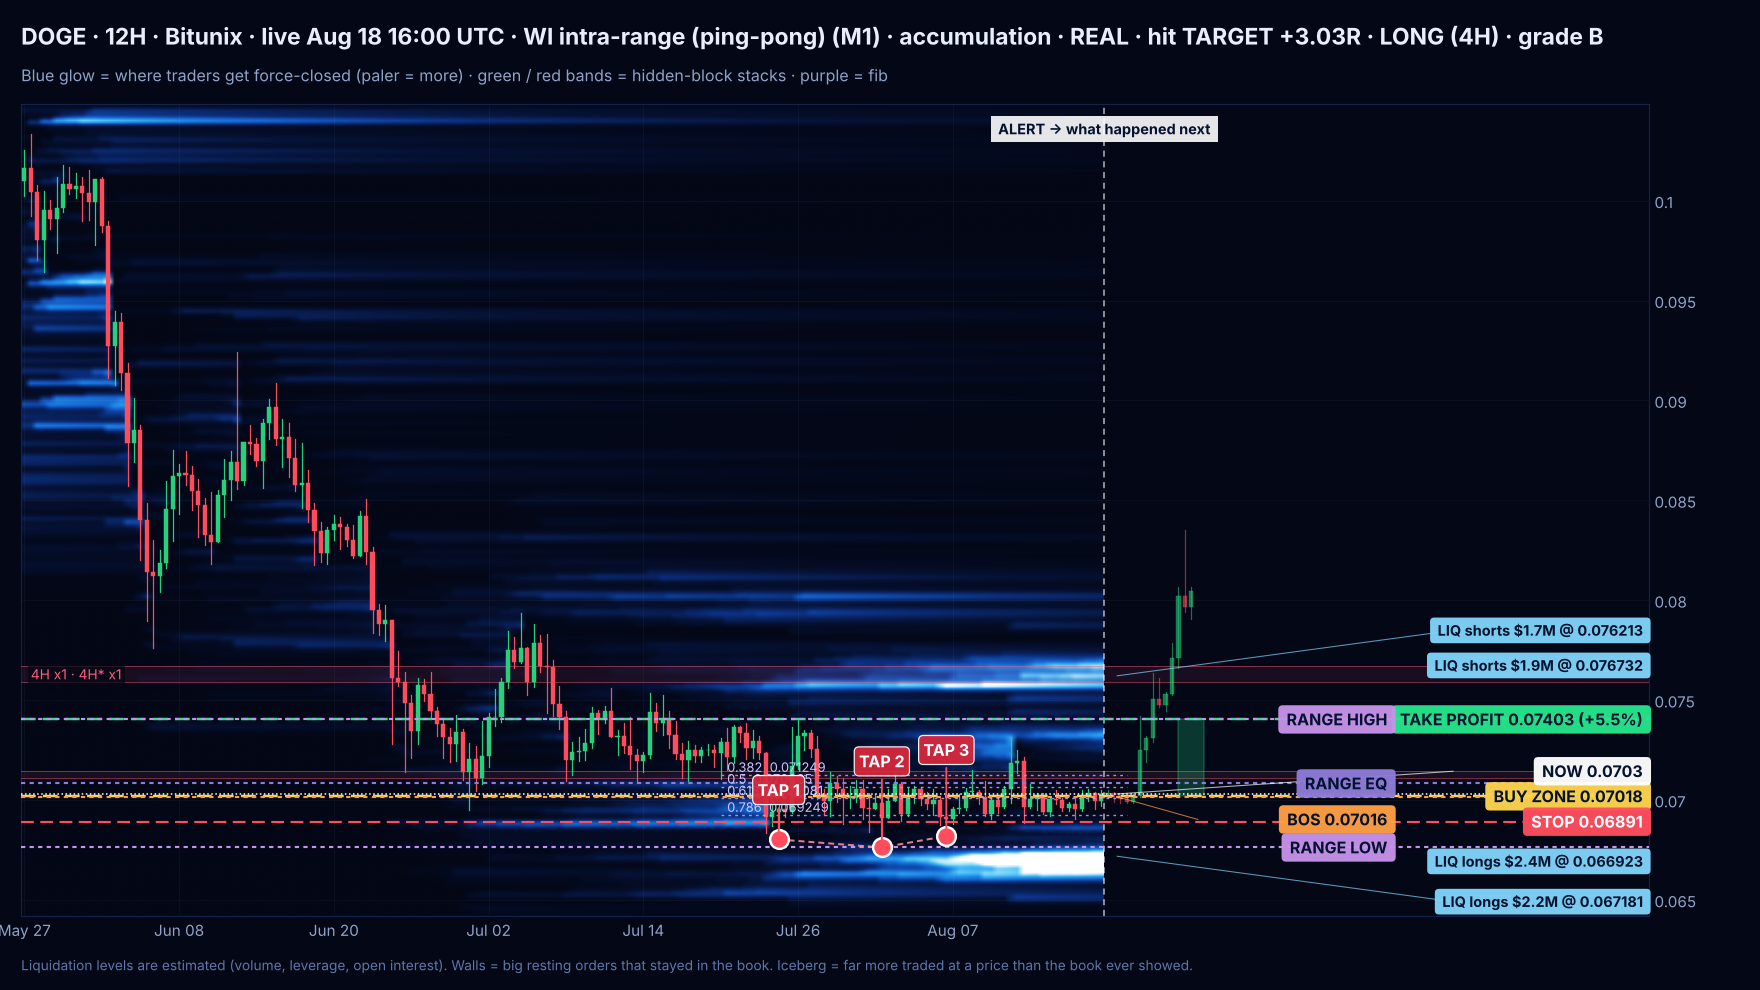 DOGE · 12H · Bitunix · live Aug 18 16:00 UTC · WI intra-range (ping-pong) (M1) · accumulation · REAL · hit TARGET +3.03R · LONG (4H) · grade B
Blue glow = where traders get force-closed (paler = more) · green / red bands = hidden-block stacks · purple = fib
ALERT → what happened next
0.1
0.095
0.09
0.085
0.08
LIQ shorts $1.7M @ 0.076213
LIQ shorts $1.9M @ 0.076732
4H x1 · 4H* x1
0.075
RANGE HIGH
TAKE PROFIT 0.07403 (+5.5%)
TAP 3
TAP 2
0.382 0.071249
NOW 0.0703
RANGE EQ
TAP 1
BUY ZONE 0.07018
0.07
BOS 0.07016
STOP 0.06891
RANGE LOW
LIQ longs $2.4M @ 0.066923
LIQ longs $2.2M @ 0.067181
0.065
May 27
Jun 08
Jun 20
Jul 02
Jul 14
Jul 26
Aug 07
Liquidation levels are estimated (volume, leverage, open interest). Walls = big resting orders that stayed in the book. Iceberg = far more traded at a price than the book ever showed.